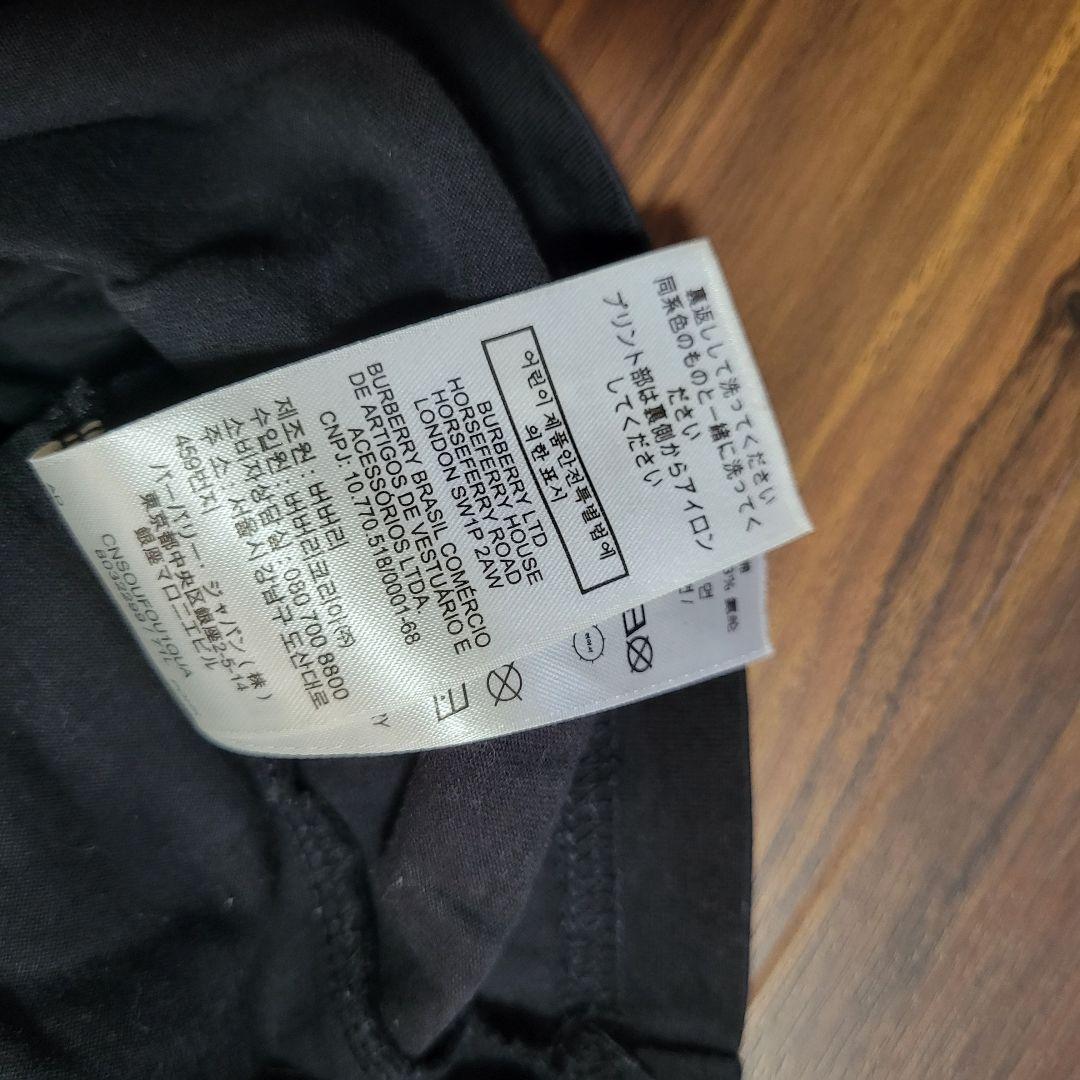 裏返しして洗ってください
同系色のものと一緒に洗ってく
ださい
プリント部は裏側からアイロン
してください
어린이제품안전특별법에
의한 표시
BURBERRY LTD
HORSEFERRY HOUSE
HORSEFERRY ROAD
LONDON SW1P 2AW
BURBERRY BRASIL COMÉRCIO
DE ARTIGOS DE VESTUÁRIO E
ACESSÓRIOS LTDA
CNPJ: 10.770.518/0001-68
제조원 : 버버리
수입원 : 버버리코리아(주)
소비자상담실 : 080 700 8800
주소 : 서울시 강남구 도산대로
459번지
バーバリー・ジャパン(株)
東京都中央区銀座2-5-14
銀座マロニエビル
CNSOUFOV1QUA